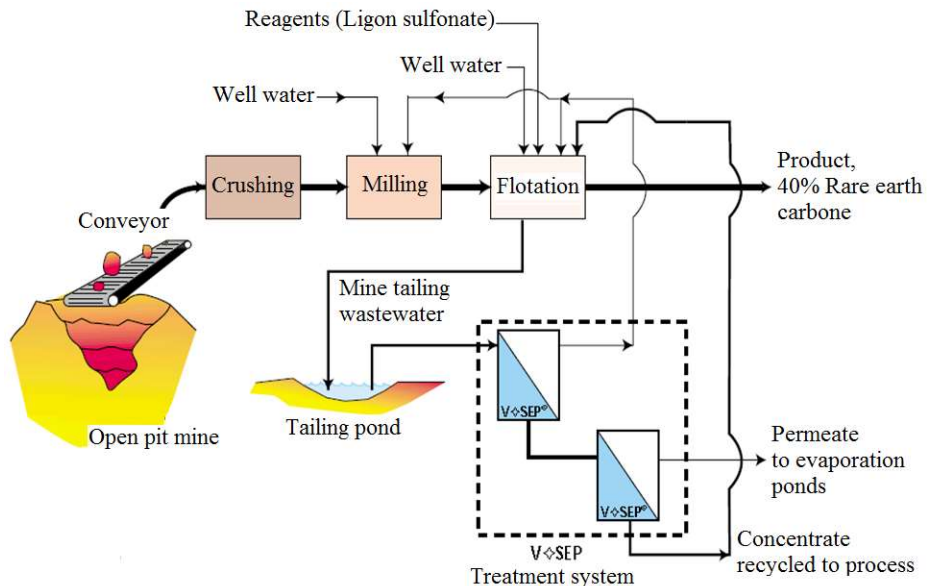 Reagents (Ligon sulfonate)
Well water
Well water
Crushing
Milling
Flotation
Product,
40% Rare earth
carbone
Conveyor
Mine tailing
wastewater
Open pit mine
Tailing pond
V✧SEP®
V✧SEP®
Permeate
to evaporation
ponds
V✧SEP
Treatment system
Concentrate
recycled to process